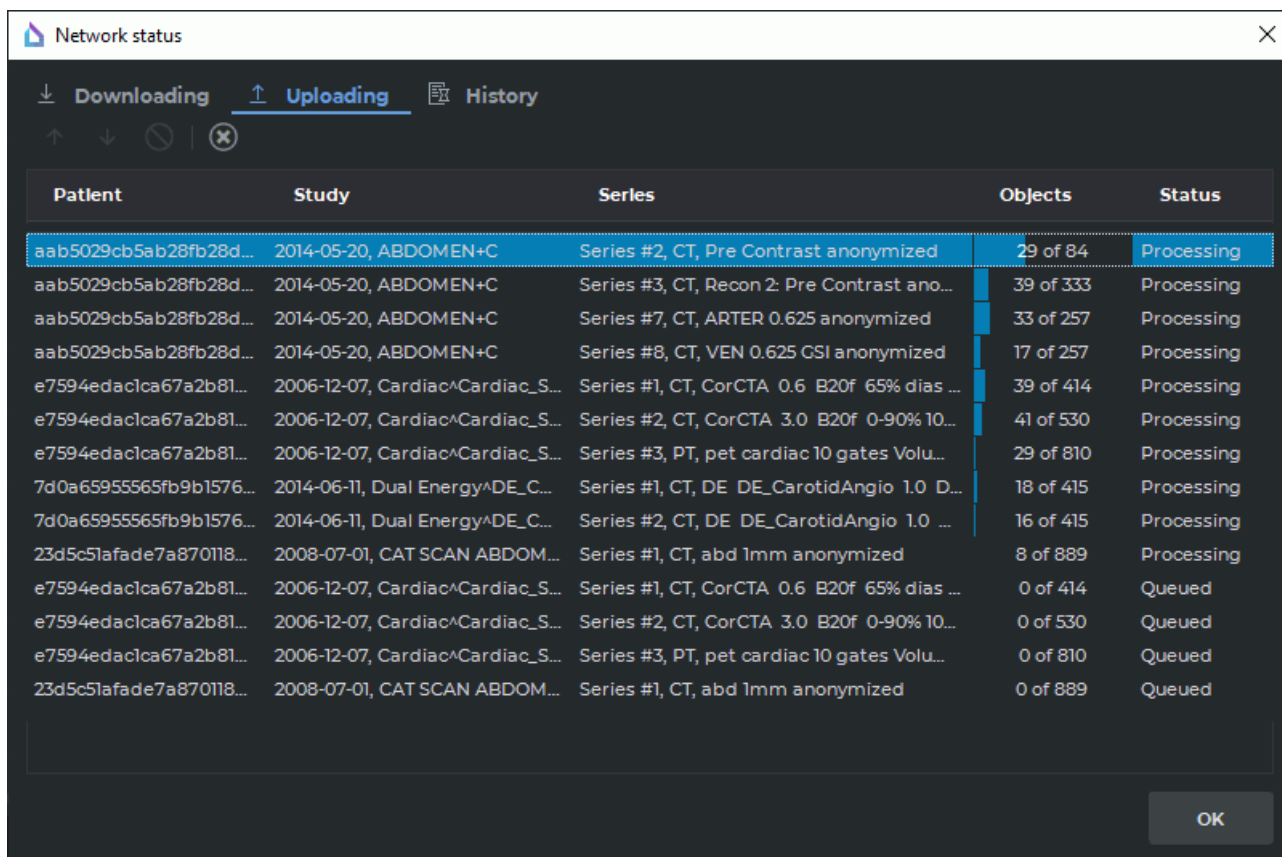 Network status
Downloading Uploading History
Patient Study Series Objects Status
aab5029cb5ab28fb28d... 2014-05-20, ABDOMEN+C Series #2, CT, Pre Contrast anonymized 29 of 84 Processing
aab5029cb5ab28fb28d... 2014-05-20, ABDOMEN+C Series #3, CT, Recon 2: Pre Contrast ano... 39 of 333 Processing
aab5029cb5ab28fb28d... 2014-05-20, ABDOMEN+C Series #7, CT, ARTER 0.625 anonymized 33 of 257 Processing
aab5029cb5ab28fb28d... 2014-05-20, ABDOMEN+C Series #8, CT, VEN 0.625 GSI anonymized 17 of 257 Processing
e7594edac1ca67a2b81... 2006-12-07, Cardiac^Cardiac_S... Series #1, CT, CorCTA 0.6 B20f 65% dias ... 39 of 414 Processing
e7594edac1ca67a2b81... 2006-12-07, Cardiac^Cardiac_S... Series #2, CT, CorCTA 3.0 B20f 0-90% 10... 41 of 530 Processing
e7594edac1ca67a2b81... 2006-12-07, Cardiac^Cardiac_S... Series #3, PT, pet cardiac 10 gates Volu... 29 of 810 Processing
7d0a65955565fb9b1576... 2014-06-11, Dual Energy^DE_C... Series #1, CT, DE DE_CarotidAngio 1.0 D... 18 of 415 Processing
7d0a65955565fb9b1576... 2014-06-11, Dual Energy^DE_C... Series #2, CT, DE DE_CarotidAngio 1.0 ... 16 of 415 Processing
23d5c51afade7a870118... 2008-07-01, CAT SCAN ABDOM... Series #1, CT, abd 1mm anonymized 8 of 889 Processing
e7594edac1ca67a2b81... 2006-12-07, Cardiac^Cardiac_S... Series #1, CT, CorCTA 0.6 B20f 65% dias ... 0 of 414 Queued
e7594edac1ca67a2b81... 2006-12-07, Cardiac^Cardiac_S... Series #2, CT, CorCTA 3.0 B20f 0-90% 10... 0 of 530 Queued
e7594edac1ca67a2b81... 2006-12-07, Cardiac^Cardiac_S... Series #3, PT, pet cardiac 10 gates Volu... 0 of 810 Queued
23d5c51afade7a870118... 2008-07-01, CAT SCAN ABDOM... Series #1, CT, abd 1mm anonymized 0 of 889 Queued
OK